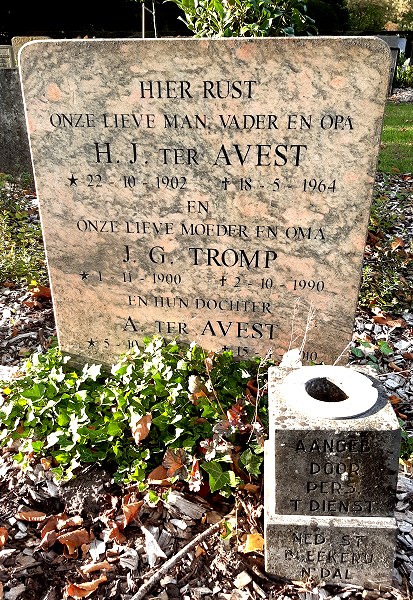 HIER RUST
ONZE LIEVE MAN, VADER EN OPA
H. J. TER AVEST
★ 22 - 10 - 1902 ✝ 18 - 5 - 1964
EN
ONZE LIEVE MOEDER EN OMA
J. G. TROMP
★ 1 - 11 - 1900 ✝ 2 - 10 - 1990
EN HUN DOCHTER
A. TER AVEST
★ 5 - 10
AANGEB
DOOR
PERS
T DIENST
NED ST
DAL